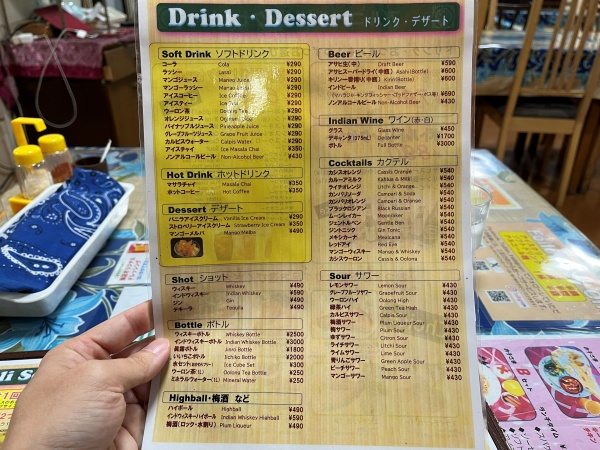 Drink・Dessert ドリンク・デザート
Soft Drink ソフトドリンク
コーラ Cola ¥290
ラッシー Lassi ¥290
マンゴジュース Mango Juice ¥290
マンゴーラッシー Mango Lassi ¥290
アイスコーヒー Ice Coffee ¥290
アイスティー Ice Tea ¥290
ウーロン茶 Oolong Tea ¥290
オレンジジュース Orange Juice ¥290
パイナップルジュース Pineapple Juice ¥290
グレープフルーツジュース Grape Fruit Juice ¥290
カルピスウォーター Calpis Water ¥290
アイスチャイ Ice Masala Chai ¥350
ノンアルコールビール Non-Alcohol Beer ¥430
Hot Drink ホットドリンク
マサラチャイ Masala Chai ¥350
ホットコーヒー Hot Coffee ¥350
Dessert デザート
バニラアイスクリーム Vanilla Ice Cream ¥290
ストロベリーアイスクリーム Strawberry Ice Cream ¥350
マンゴーメルバ Mango Melba ¥490
Shot ショット
ウィスキー Whiskey ¥490
インドウィスキー Indian Whiskey ¥590
ジン Gin ¥490
テキーラ Tequila ¥490
Bottle ボトル
ウィスキーボトル Whiskey Bottle ¥2500
インドウィスキーボトル Indian Whiskey Bottle ¥3000
眞露ボトル Jinro Bottle ¥1800
いいちこボトル Ichiko Bottle ¥2000
水セット Ice Cube Set ¥300
ウーロン茶(1L) Oolong Tea Bottle ¥250
ミネラルウォーター(1L) Mineral Water ¥250
Highball・梅酒 など
ハイボール Highball ¥490
インドウィスキーハイボール Indian Whiskey Highball ¥590
梅酒(ロック・水割り) Plum Liqueur ¥490
Beer ビール
アサヒ生(中) Draft Beer ¥590
アサヒスーパードライ(中瓶) Asahi(Bottle) ¥600
キリン一番搾り(中瓶) Kirin(Bottle) ¥600
インドビール Indian Beer ¥690
ノンアルコールビール Non-Alcohol Beer ¥430
Indian Wine ワイン(赤・白)
グラス Glass Wine ¥450
デキャンタ(375mL) Decanter ¥1700
ボトル Full Bottle ¥3000
Cocktails カクテル
カシスオレンジ Cassis Orange ¥540
カルーアミルク Kahlua & Milk ¥540
ライチオレンジ Litchi & Orange ¥540
カンパリソーダ Campari & Soda ¥540
カンパリオレンジ Campari & Orange ¥540
ブラックロシアン Black Russian ¥540
ムーンレイカー Moonraker ¥540
ジェントルベン Gentle Ben ¥540
ジントニック Gin Tonic ¥540
メキシカン Mexicana ¥540
レッドアイ Red Eye ¥540
マンゴーウィスキー Mango & Whiskey ¥540
カシスウーロン Cassis & Oolong ¥540
Sour サワー
レモンサワー Lemon Sour ¥430
グレープフルーツサワー Grapefruit Sour ¥430
ウーロンハイ Oolong High ¥430
緑茶ハイ Green Tea Heah ¥430
カルピスサワー Calpis Sour ¥430
梅酒サワー Plum Liqueur Sour ¥430
梅サワー Plum Sour ¥430
ゆずサワー Citron Sour ¥430
ライチサワー Litchi Sour ¥430
ライムサワー Lime Sour ¥430
青りんごサワー Green Apple Sour ¥430
ピーチサワー Peach Sour ¥430
マンゴーサワー Mango Sour ¥430